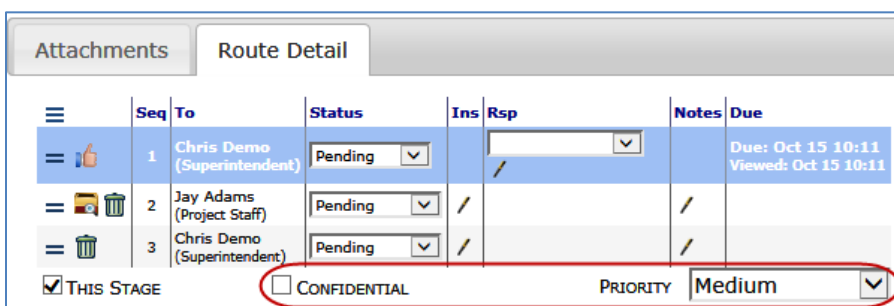 Attachments Route Detail
Seq To Status Ins Rsp Notes Due
1 Chris Demo (Superintendent) Pending Due: Oct 15 10:11
Viewed: Oct 15 10:11
2 Jay Adams (Project Staff) Pending
3 Chris Demo (Superintendent) Pending
THIS STAGE CONFIDENTIAL PRIORITY Medium